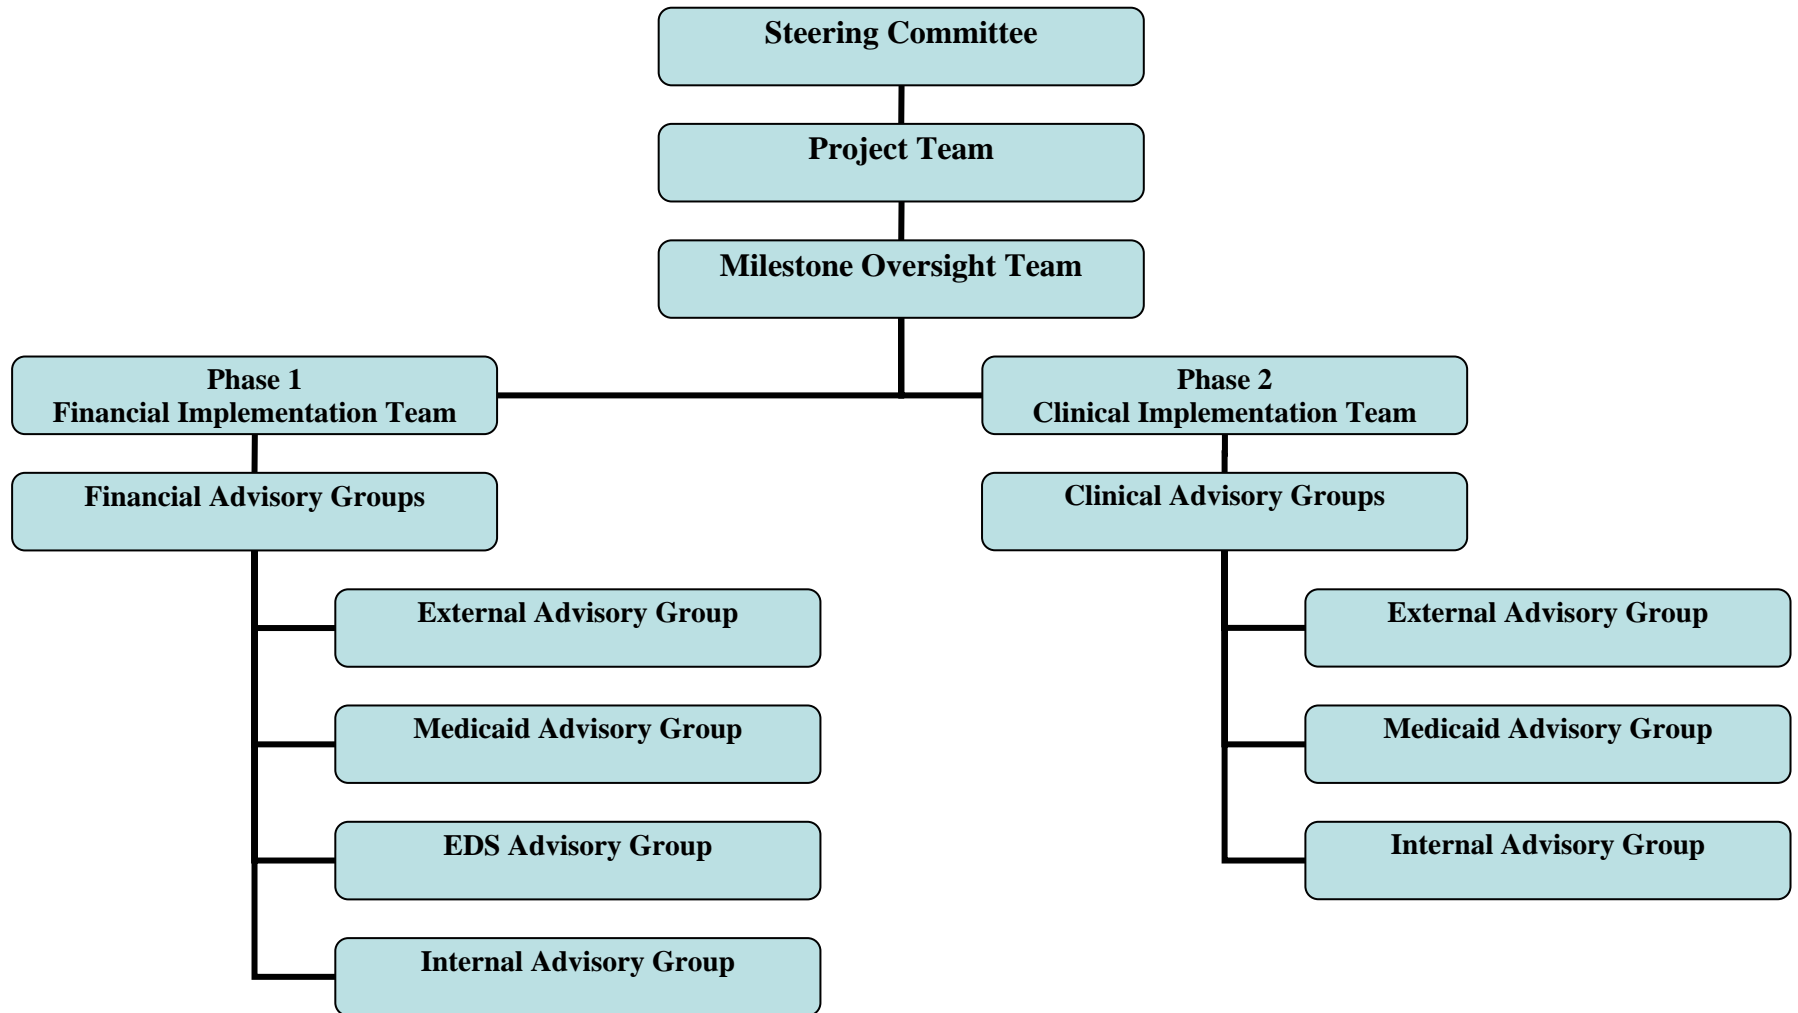 Steering Committee
Project Team
Milestone Oversight Team
Phase 1
Financial Implementation Team
Financial Advisory Groups
External Advisory Group
Medicaid Advisory Group
EDS Advisory Group
Internal Advisory Group
Phase 2
Clinical Implementation Team
Clinical Advisory Groups
External Advisory Group
Medicaid Advisory Group
Internal Advisory Group